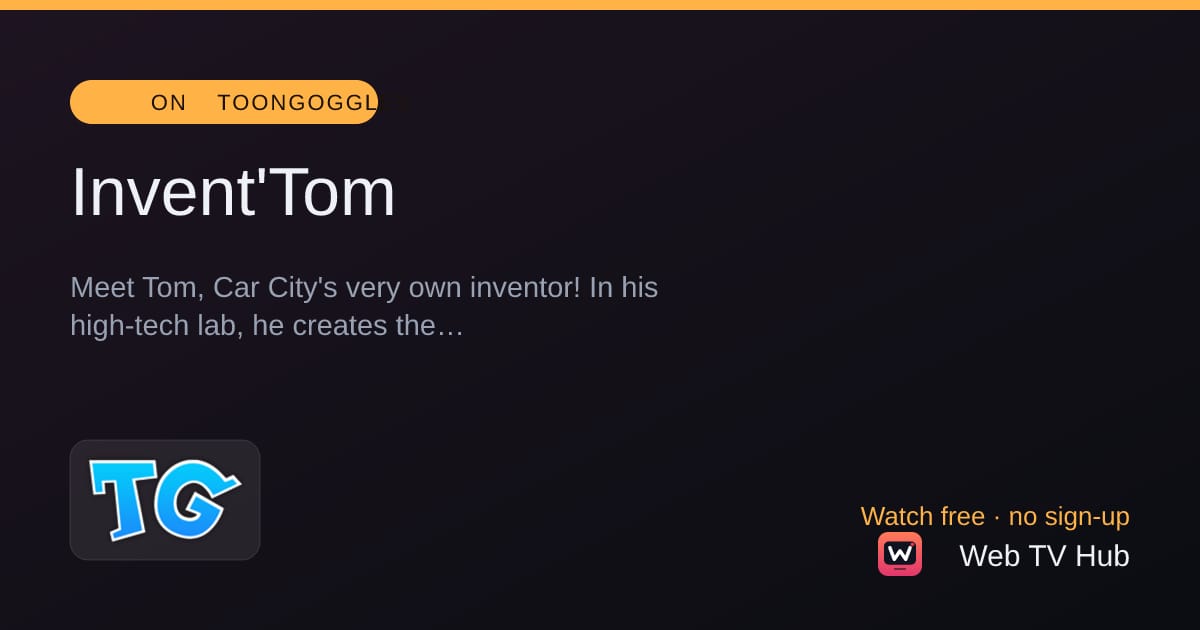 ON TOONGOGGL
Invent'Tom
Meet Tom, Car City's very own inventor! In his
high-tech lab, he creates the…
TG
Watch free · no sign-up
W
Web TV Hub